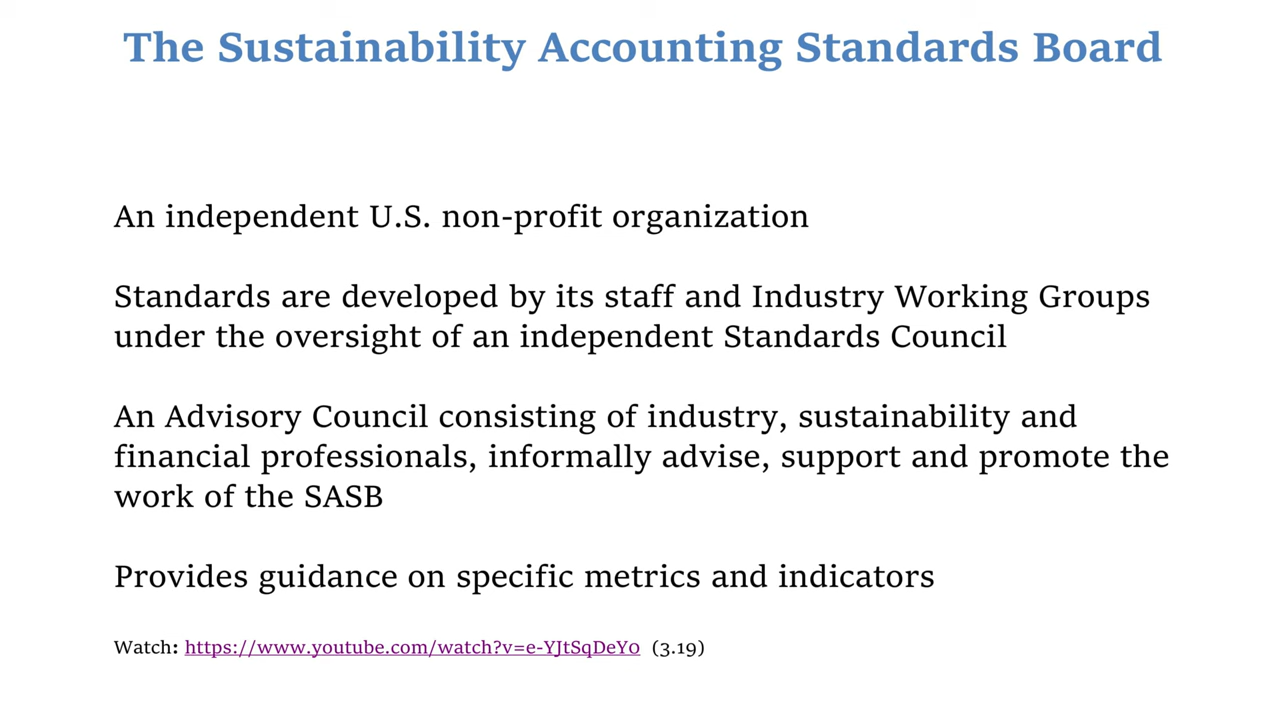 The Sustainability Accounting Standards Board
An independent U.S. non-profit organization
Standards are developed by its staff and Industry Working Groups
under the oversight of an independent Standards Council
An Advisory Council consisting of industry, sustainability and
financial professionals, informally advise, support and promote the
work of the SASB
Provides guidance on specific metrics and indicators
Watch: https://www.youtube.com/watch?v=e-YJtSqDeY0 (3.19)